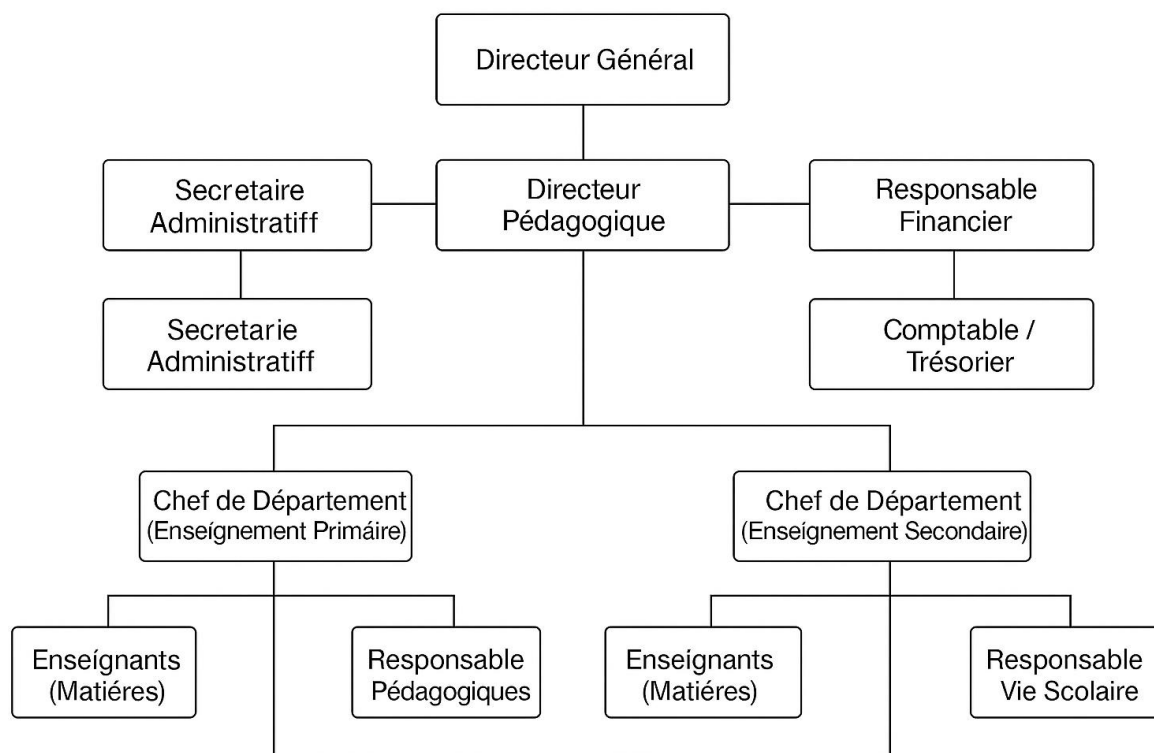 Directeur Général
Secretaire
Administratiff
Directeur
Pédagogique
Responsable
Financier
Secretarie
Administratiff
Comptable /
Trésorier
Chef de Département
(Enseígnement Primáire)
Chef de Département
(Enseígnement Secondaire)
Enseígnants
(Matiéres)
Responsable
Pédagogiques
Enseígnants
(Matiéres)
Responsable
Vie Scolaire